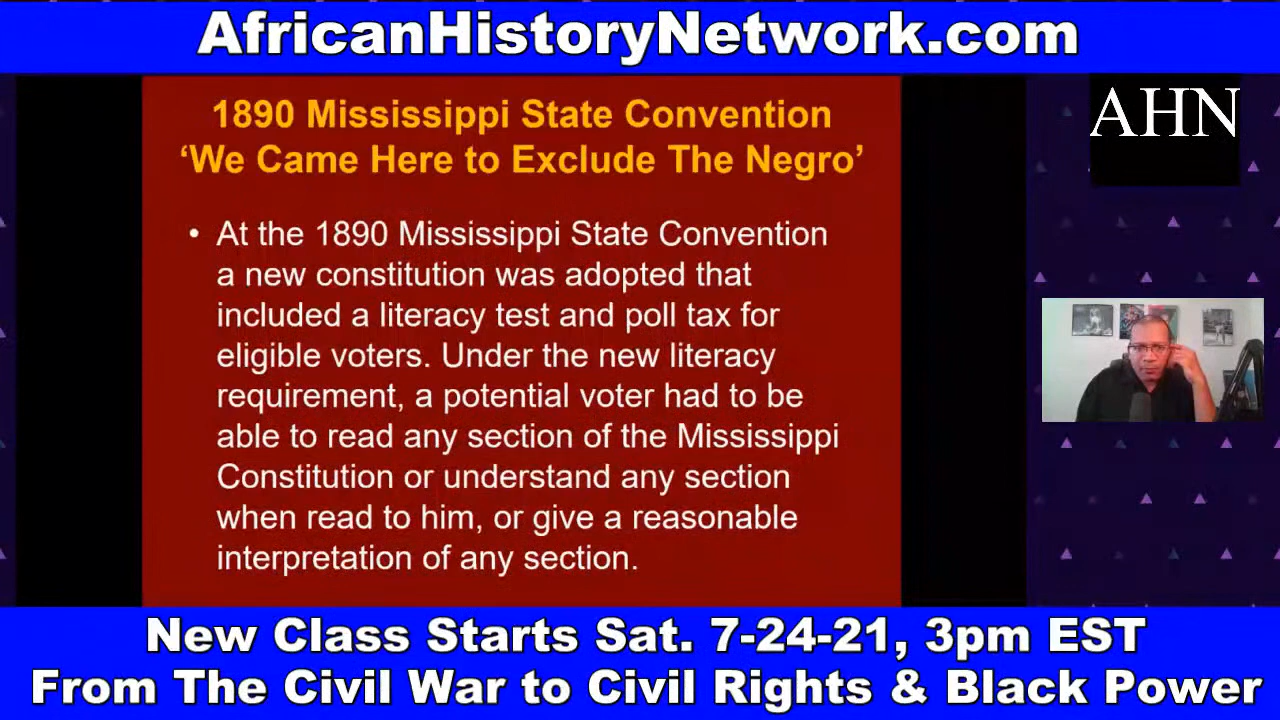 AfricanHistoryNetwork.com
AHN
1890 Mississippi State Convention
‘We Came Here to Exclude The Negro’
• At the 1890 Mississippi State Convention
a new constitution was adopted that
included a literacy test and poll tax for
eligible voters. Under the new literacy
requirement, a potential voter had to be
able to read any section of the Mississippi
Constitution or understand any section
when read to him, or give a reasonable
interpretation of any section.
New Class Starts Sat. 7-24-21, 3pm EST
From The Civil War to Civil Rights & Black Power